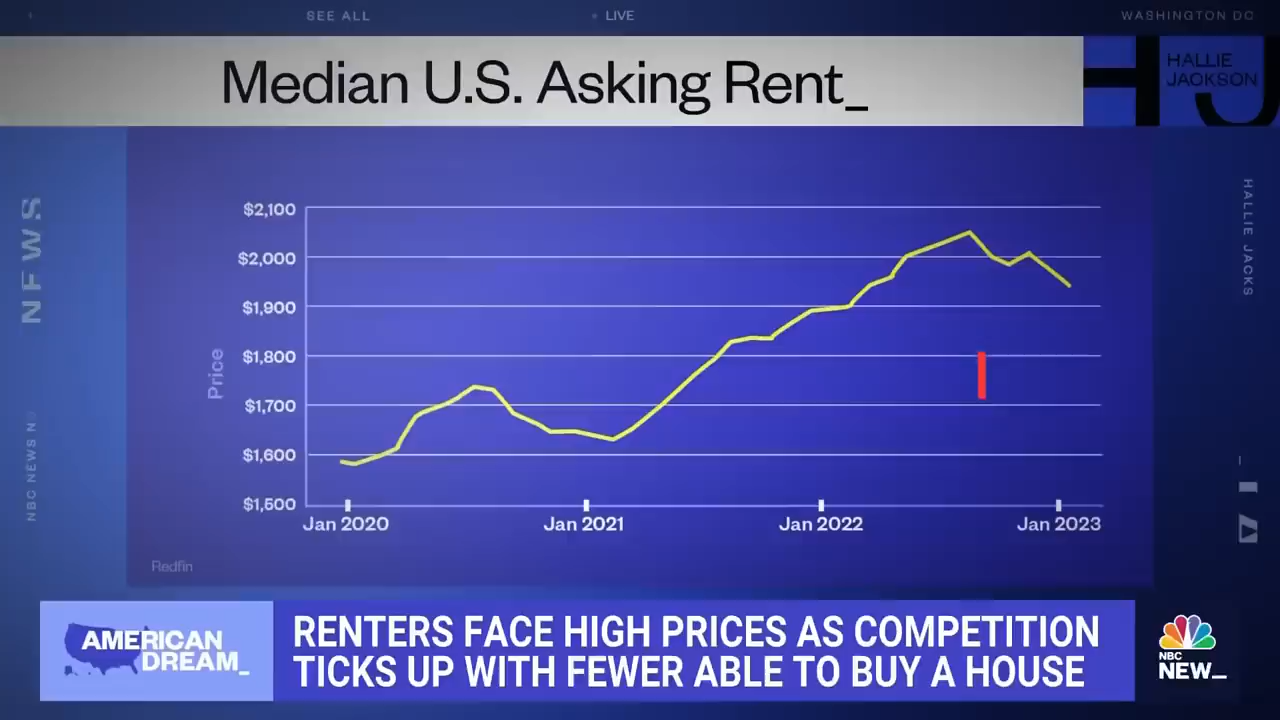 SEE ALL
LIVE
WASHINGTON DC
Median U.S. Asking Rent_
HALLIE
JACKSON
HJ
NEWS
NBC NEWS N
HALLIE JACKS
Price
$2,100
$2,000
$1,900
$1,800
$1,700
$1,600
$1,500
Jan 2020
Jan 2021
Jan 2022
Jan 2023
Redfin
AMERICAN
DREAM_
RENTERS FACE HIGH PRICES AS COMPETITION
TICKS UP WITH FEWER ABLE TO BUY A HOUSE
NBC
NEW_